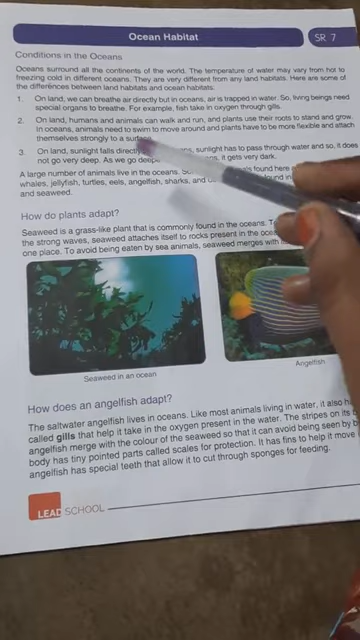 Ocean Habitat
SR 7
Conditions in the Oceans
Oceans surround all the continents of the world. The temperature of water may vary from hot to
freezing cold in different oceans. They are very different from any land habitats. Here are some of
the differences between land habitats and ocean habitats.
1. On land, we can breathe air directly but in oceans, air is trapped in water. So, living beings need
special organs to breathe. For example, fish take in oxygen through gills.
2. On land, humans and animals can walk and run, and plants use their roots to stand and grow.
In oceans, animals need to swim to move around and plants have to be more flexible and attach
themselves strongly to a surface.
3. On land, sunlight falls directly sunlight has to pass through water and so, it does
not go very deep. As we go deeper it gets very dark.
A large number of animals live in the oceans. found here
whales, jellyfish, turtles, eels, angelfish, sharks, and found in
and seaweed.
How do plants adapt?
Seaweed is a grass-like plant that is commonly found in the oceans.
the strong waves, seaweed attaches itself to rocks present in the
one place. To avoid being eaten by sea animals, seaweed merges with
Seaweed in an ocean
Angelfish
How does an angelfish adapt?
The saltwater angelfish lives in oceans. Like most animals living in water, it also
called gills that help it take in the oxygen present in the water. The stripes on its
angelfish merge with the colour of the seaweed so that it can avoid being seen by
body has tiny pointed parts called scales for protection. It has fins to help it move
angelfish has special teeth that allow it to cut through sponges for feeding.
LEAD SCHOOL